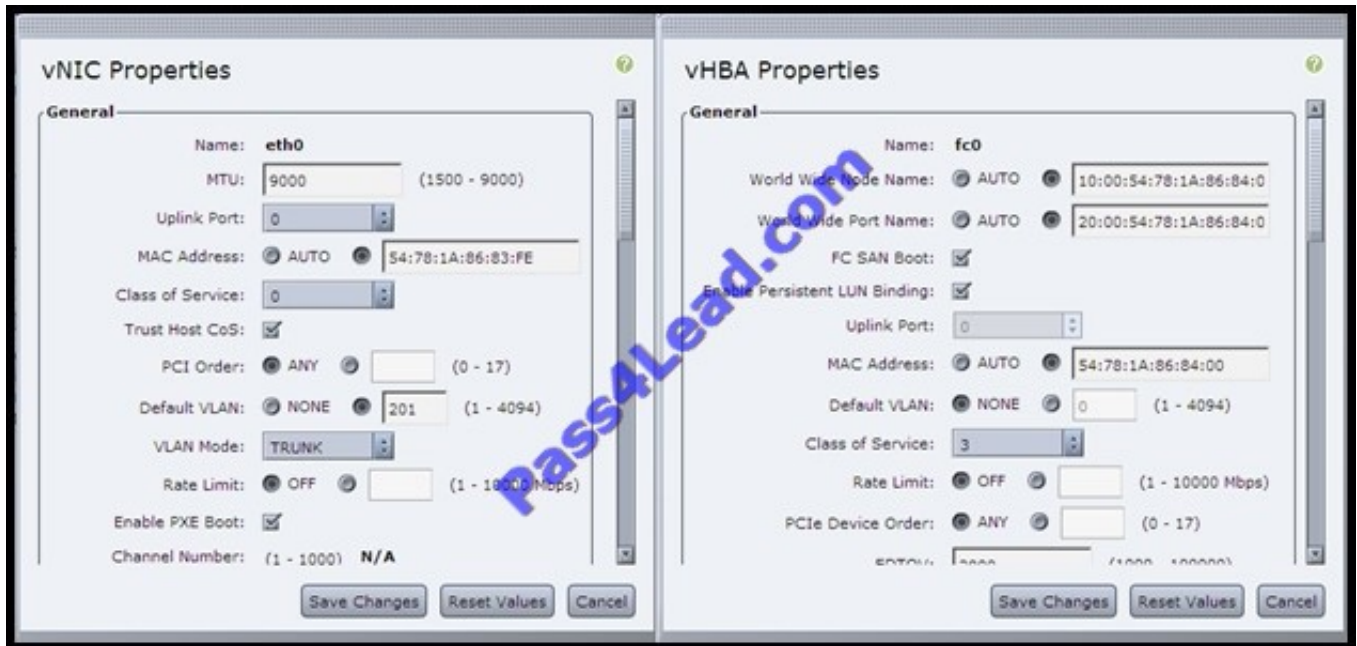 vNIC Properties
General
Name: eth0
MTU: 9000 (1500 - 9000)
Uplink Port: 0
MAC Address: AUTO 54:78:1A:86:83:FE
Class of Service: 0
Trust Host CoS:
PCI Order: ANY (0 - 17)
Default VLAN: NONE 201 (1 - 4094)
VLAN Mode: TRUNK
Rate Limit: OFF (1 - 10000 Mbps)
Enable PXE Boot:
Channel Number: (1 - 1000) N/A
Save Changes Reset Values Cancel
vHBA Properties
General
Name: fc0
World Wide Node Name: AUTO 10:00:54:78:1A:86:84:0
World Wide Port Name: AUTO 20:00:54:78:1A:86:84:0
FC SAN Boot:
Enable Persistent LUN Binding:
Uplink Port: 0
MAC Address: AUTO 54:78:1A:86:84:00
Default VLAN: NONE 0 (1 - 4094)
Class of Service: 3
Rate Limit: OFF (1 - 10000 Mbps)
PCIe Device Order: ANY (0 - 17)
Save Changes Reset Values Cancel
Pass4Lead.com